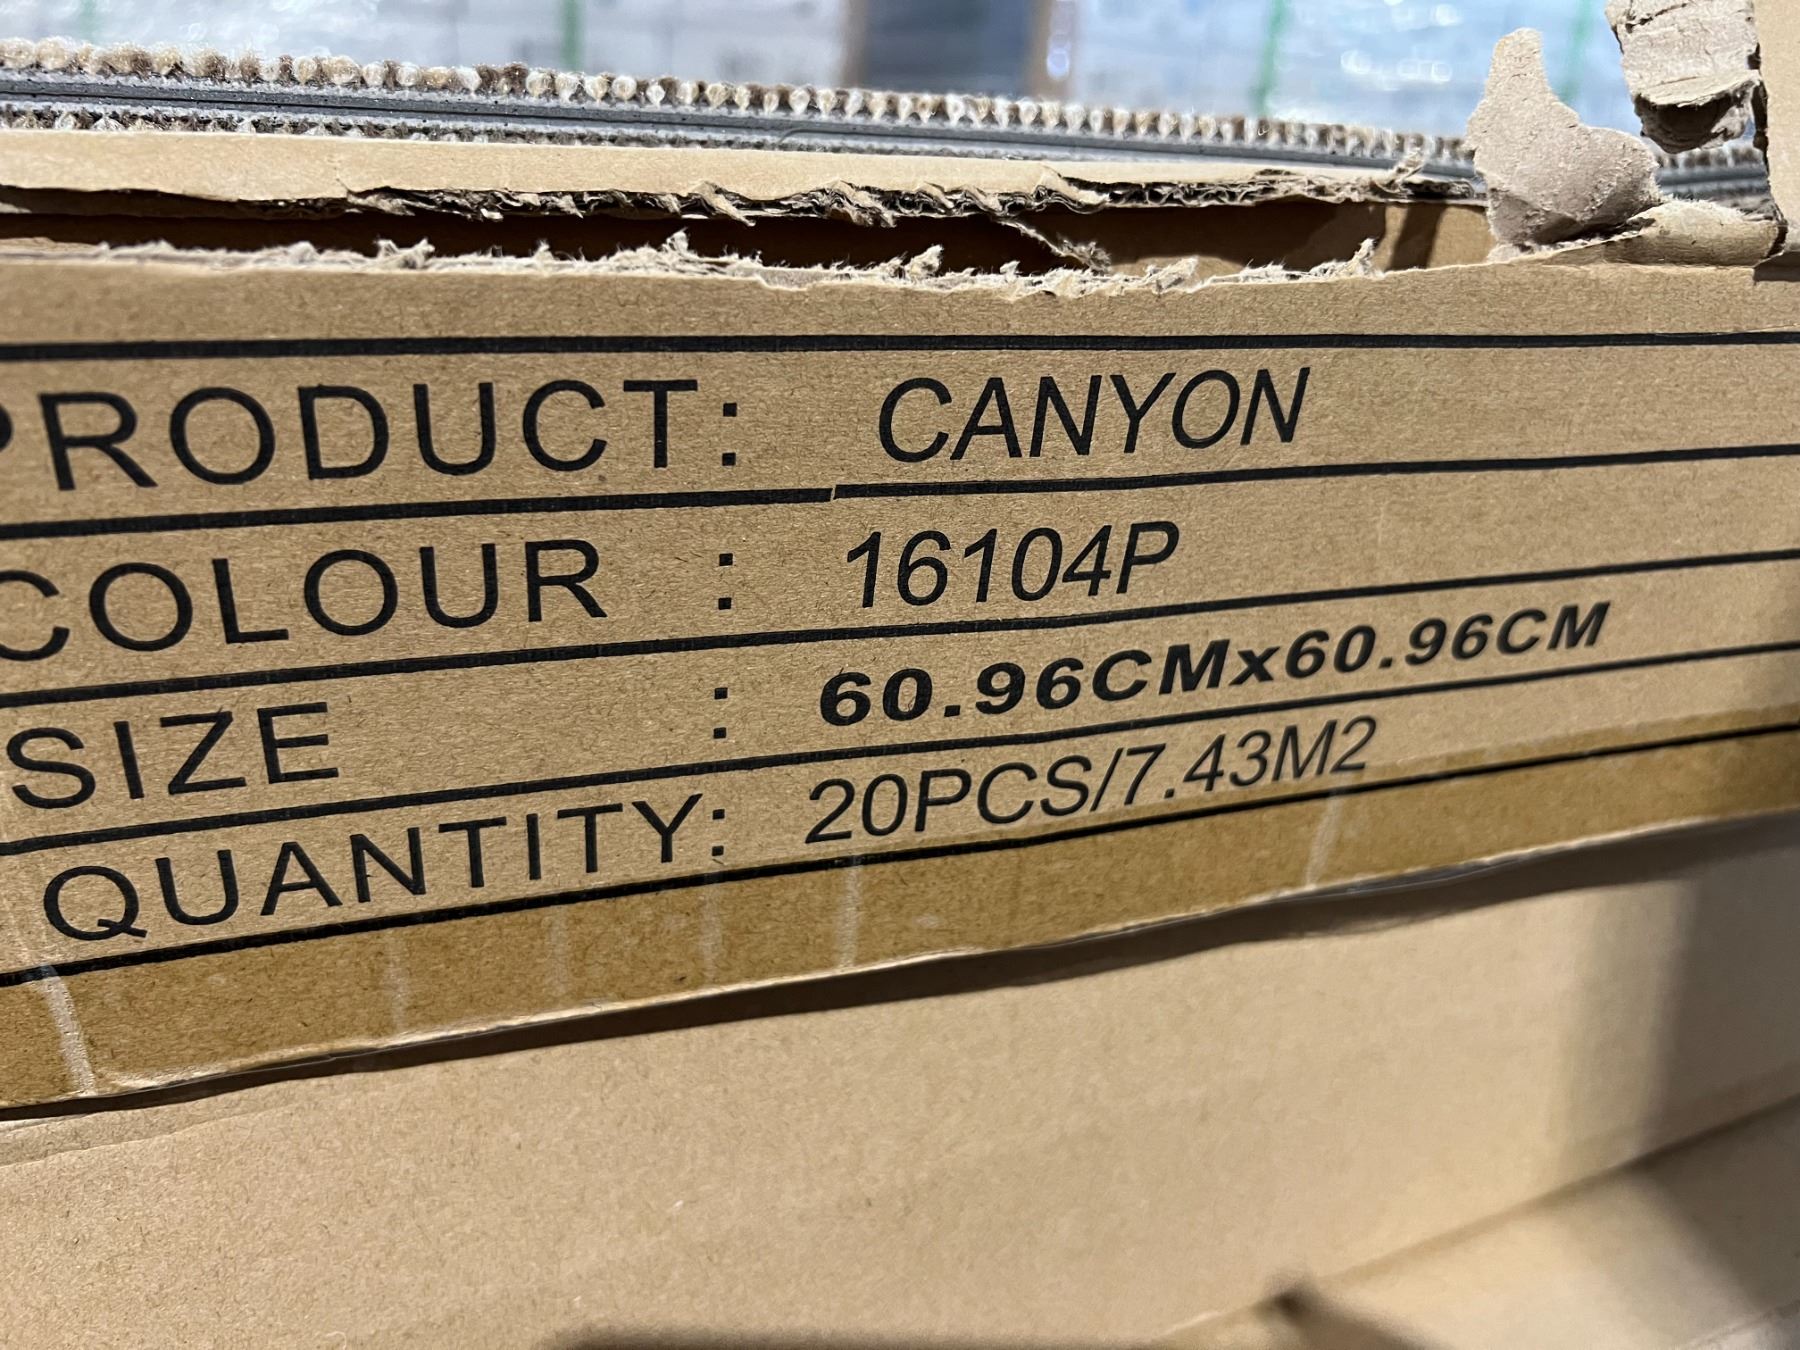 PRODUCT: CANYON
COLOUR : 16104P
SIZE : 60.96CMx60.96CM
QUANTITY: 20PCS/7.43M2